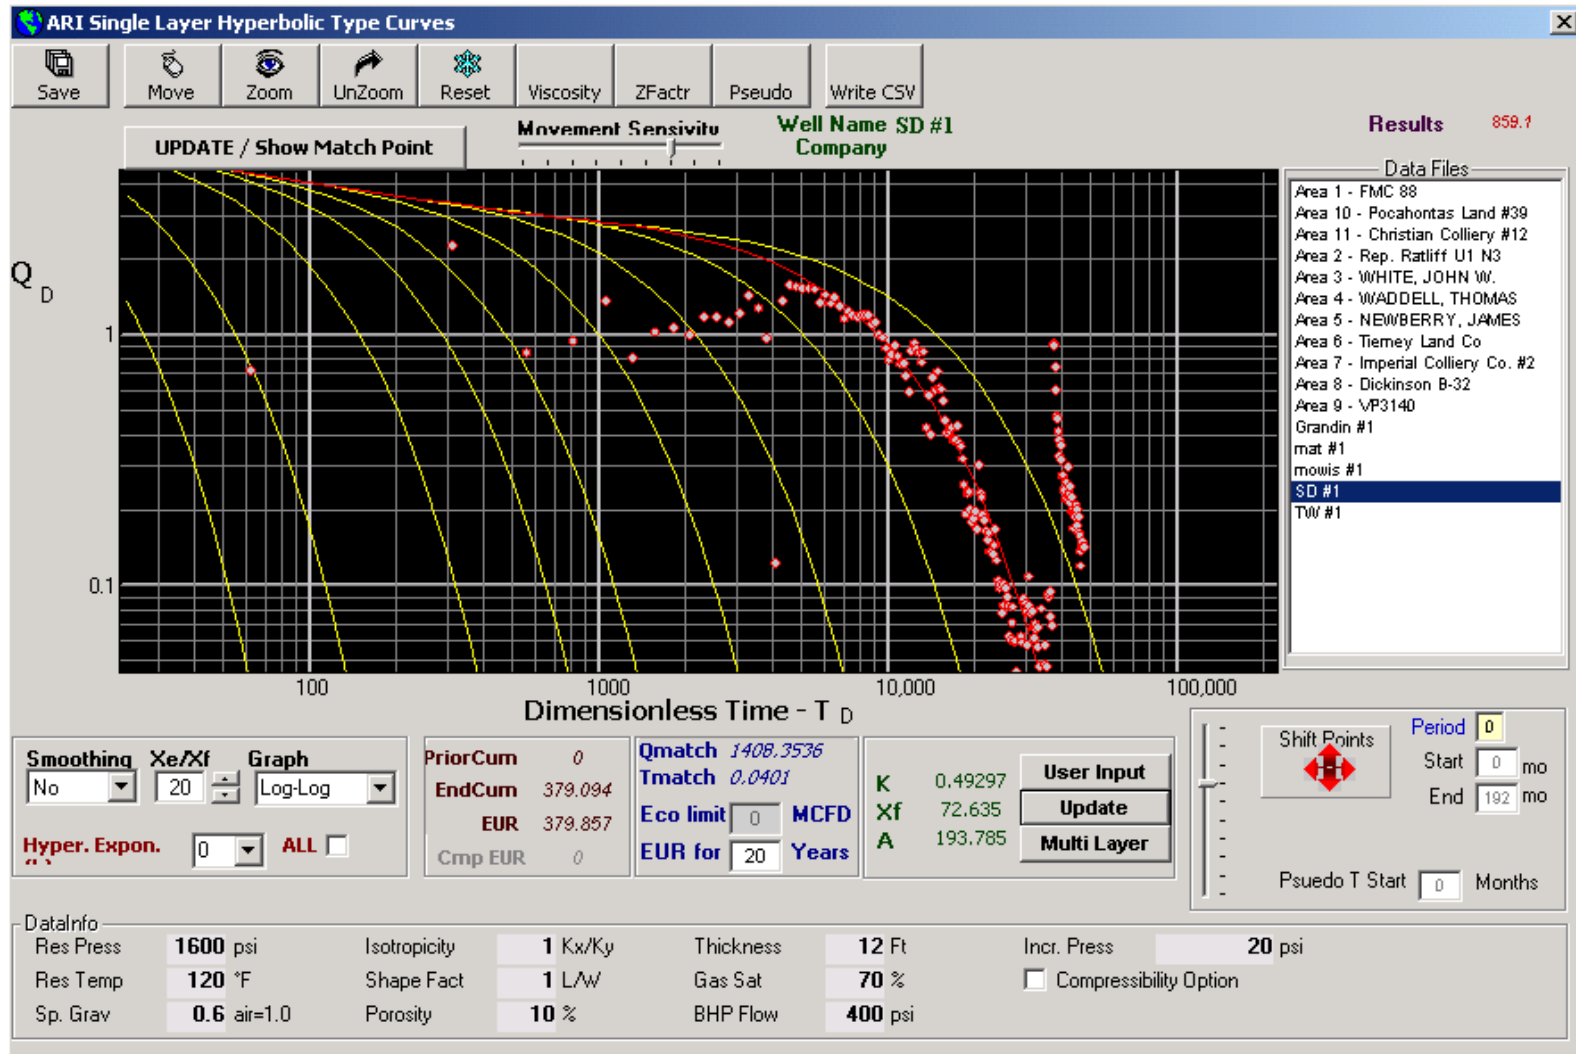 ARI Single Layer Hyperbolic Type Curves
Save Move Zoom UnZoom Reset Viscosity ZFactr Pseudo Write CSV
UPDATE / Show Match Point
Movement Sensivitu
Well Name SD #1
Company
Results 859.1
Data Files
Area 1 - FMC 88
Area 10 - Pocahontas Land #39
Area 11 - Christian Colliery #12
Area 2 - Rep. Ratliff U1 N3
Area 3 - WHITE, JOHN W.
Area 4 - WADDELL, THOMAS
Area 5 - NEWBERRY, JAMES
Area 6 - Tierney Land Co
Area 7 - Imperial Colliery Co. #2
Area 8 - Dickinson B-32
Area 9 - VP3140
Grandin #1
mat #1
mowis #1
SD #1
TW #1
Q D
1
0.1
100 1000 10,000 100,000
Dimensionless Time - T D
Smoothing Xe/Xf Graph
No 20 Log-Log
Hyper. Expon. 0 ALL
PriorCum 0
EndCum 379.094
EUR 379.857
Cmp EUR 0
Qmatch 1408.3536
Tmatch 0.0401
Eco limit 0 MCFD
EUR for 20 Years
K 0.49297
Xf 72.635
A 193.785
User Input
Update
Multi Layer
Shift Points
Period 0
Start 0 mo
End 192 mo
Psuedo T Start 0 Months
DataInfo
Res Press 1600 psi Isotropicity 1 Kx/Ky Thickness 12 Ft Incr. Press 20 psi
Res Temp 120 °F Shape Fact 1 L/W Gas Sat 70 % Compressibility Option
Sp. Grav 0.6 air=1.0 Porosity 10 % BHP Flow 400 psi